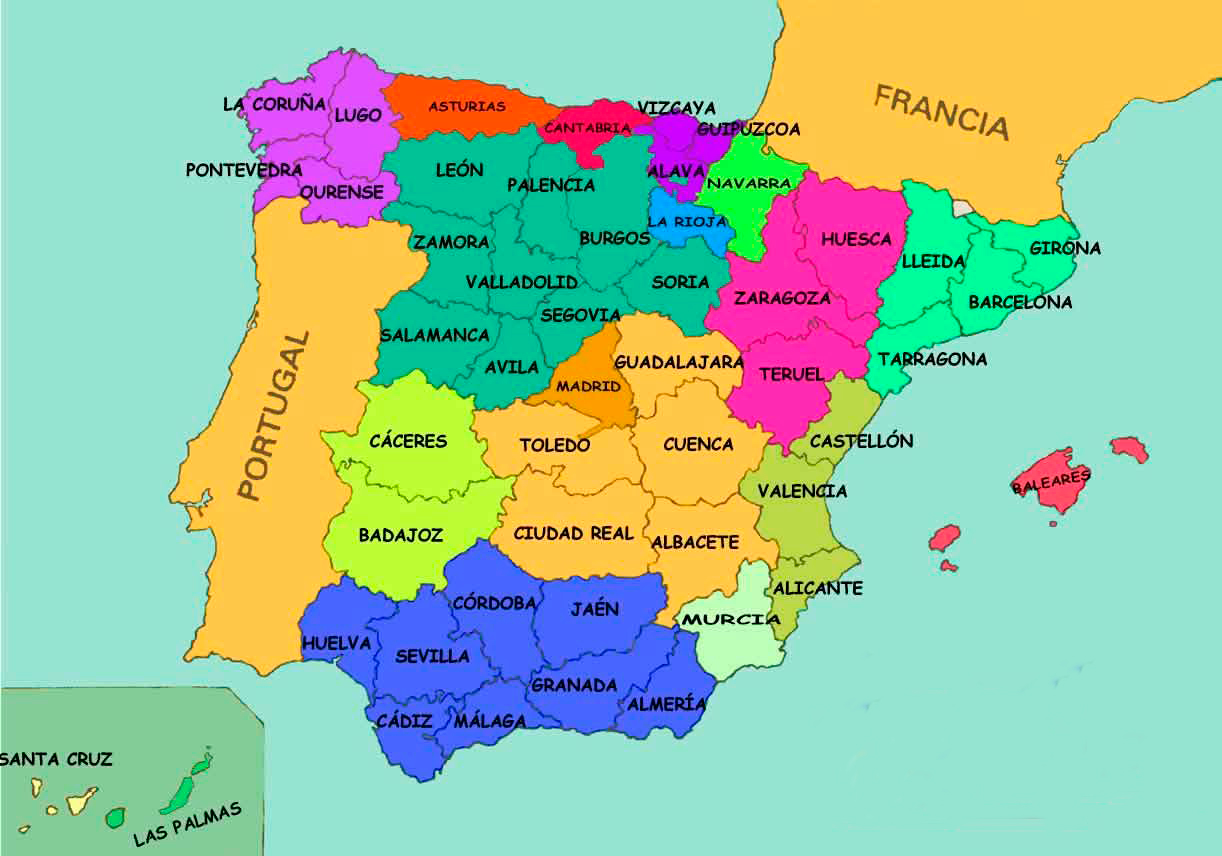 FRANCIA
LA CORUÑA
LUGO
ASTURIAS
CANTABRIA
VIZCAYA
GUIPUZCOA
PONTEVEDRA
OURENSE
LEÓN
PALENCIA
ALAVA
NAVARRA
LA RIOJA
ZAMORA
BURGOS
HUESCA
LLEIDA
GIRONA
VALLADOLID
SORIA
ZARAGOZA
BARCELONA
SEGOVIA
SALAMANCA
AVILA
MADRID
GUADALAJARA
TERUEL
TARRAGONA
PORTUGAL
CÁCERES
TOLEDO
CUENCA
CASTELLÓN
VALENCIA
BALEARES
BADAJOZ
CIUDAD REAL
ALBACETE
ALICANTE
CÓRDOBA
JAÉN
MURCIA
HUELVA
SEVILLA
GRANADA
ALMERÍA
CÁDIZ
MÁLAGA
SANTA CRUZ
LAS PALMAS